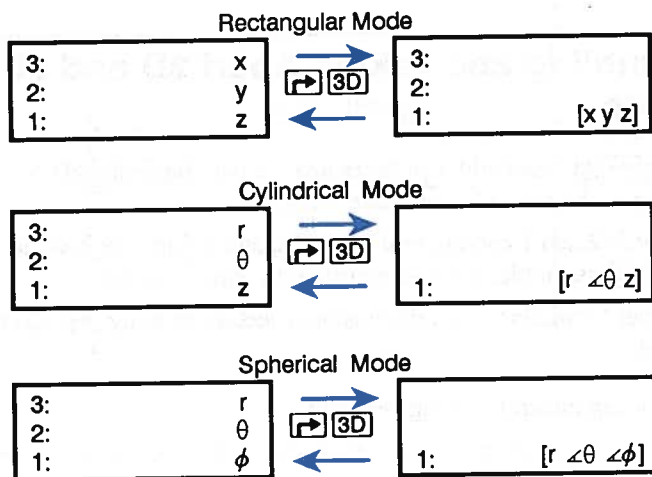 Rectangular Mode
3: x
2: y
1: z
↱ 3D
3:
2:
1: [x y z]
Cylindrical Mode
3: r
2: θ
1: z
↱ 3D
1: [r ∡θ z]
Spherical Mode
3: r
2: θ
1: ϕ
↱ 3D
1: [r ∡θ ∡ϕ]